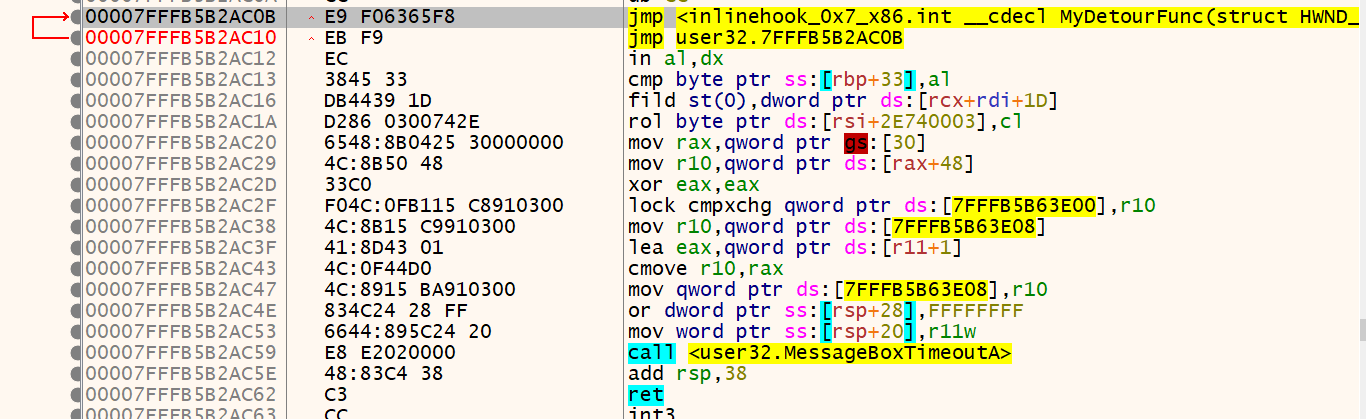 00007FFFB5B2AC0B E9 F06365F8 jmp <inlinehook_0x7_x86.int __cdecl MyDetourFunc(struct HWND_
00007FFFB5B2AC10 EB F9 jmp user32.7FFFB5B2AC0B
00007FFFB5B2AC12 EC in al,dx
00007FFFB5B2AC13 3845 33 cmp byte ptr ss:[rbp+33],al
00007FFFB5B2AC16 DB4439 1D fild st(0),dword ptr ds:[rcx+rdi+1D]
00007FFFB5B2AC1A D286 0300742E rol byte ptr ds:[rsi+2E740003],cl
00007FFFB5B2AC20 6548:8B0425 30000000 mov rax,qword ptr gs:[30]
00007FFFB5B2AC29 4C:8B50 48 mov r10,qword ptr ds:[rax+48]
00007FFFB5B2AC2D 33C0 xor eax,eax
00007FFFB5B2AC2F F04C:0FB115 C8910300 lock cmpxchg qword ptr ds:[7FFFB5B63E00],r10
00007FFFB5B2AC38 4C:8B15 C9910300 mov r10,qword ptr ds:[7FFFB5B63E08]
00007FFFB5B2AC3F 41:8D43 01 lea eax,qword ptr ds:[r11+1]
00007FFFB5B2AC43 4C:0F44D0 cmove r10,rax
00007FFFB5B2AC47 4C:8915 BA910300 mov qword ptr ds:[7FFFB5B63E08],r10
00007FFFB5B2AC4E 834C24 28 FF or dword ptr ss:[rsp+28],FFFFFFFF
00007FFFB5B2AC53 6644:895C24 20 mov word ptr ss:[rsp+20],r11w
00007FFFB5B2AC59 E8 E2020000 call <user32.MessageBoxTimeoutA>
00007FFFB5B2AC5E 48:83C4 38 add rsp,38
00007FFFB5B2AC62 C3 ret
00007FFFB5B2AC63 CC int3